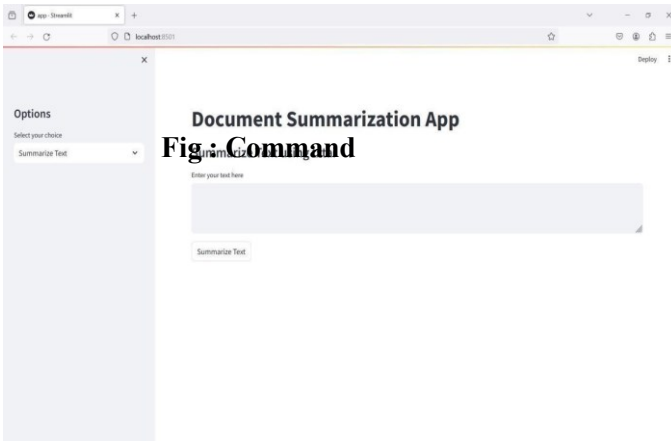 app · Streamlit
localhost:8501
Deploy
Options
Select your choice
Summarize Text
Document Summarization App
Fig : Command
Summarize
Enter your text here
Summarize Text